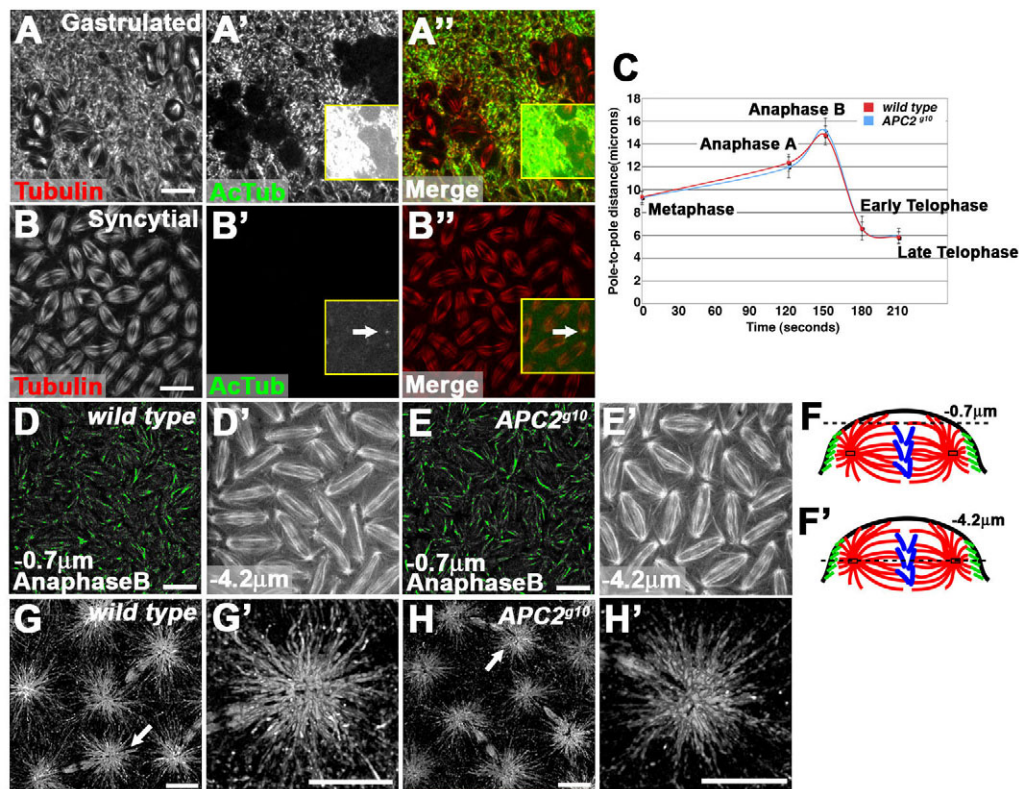 A Gastrulated
Tubulin
A'
AcTub
A''
Merge
B Syncytial
Tubulin
B'
AcTub
B''
Merge
C
wild type
APC2 g10
Pole-to-pole distance(microns)
18
16
14
12
10
8
6
4
2
0
Metaphase
Anaphase A
Anaphase B
Early Telophase
Late Telophase
0 30 60 90 120 150 180 210
Time (seconds)
D wild type
-0.7μm
AnaphaseB
D'
-4.2μm
E APC2g10
-0.7μm
AnaphaseB
E'
-4.2μm
F
-0.7μm
F'
-4.2μm
G wild type
G'
H APC2g10
H'